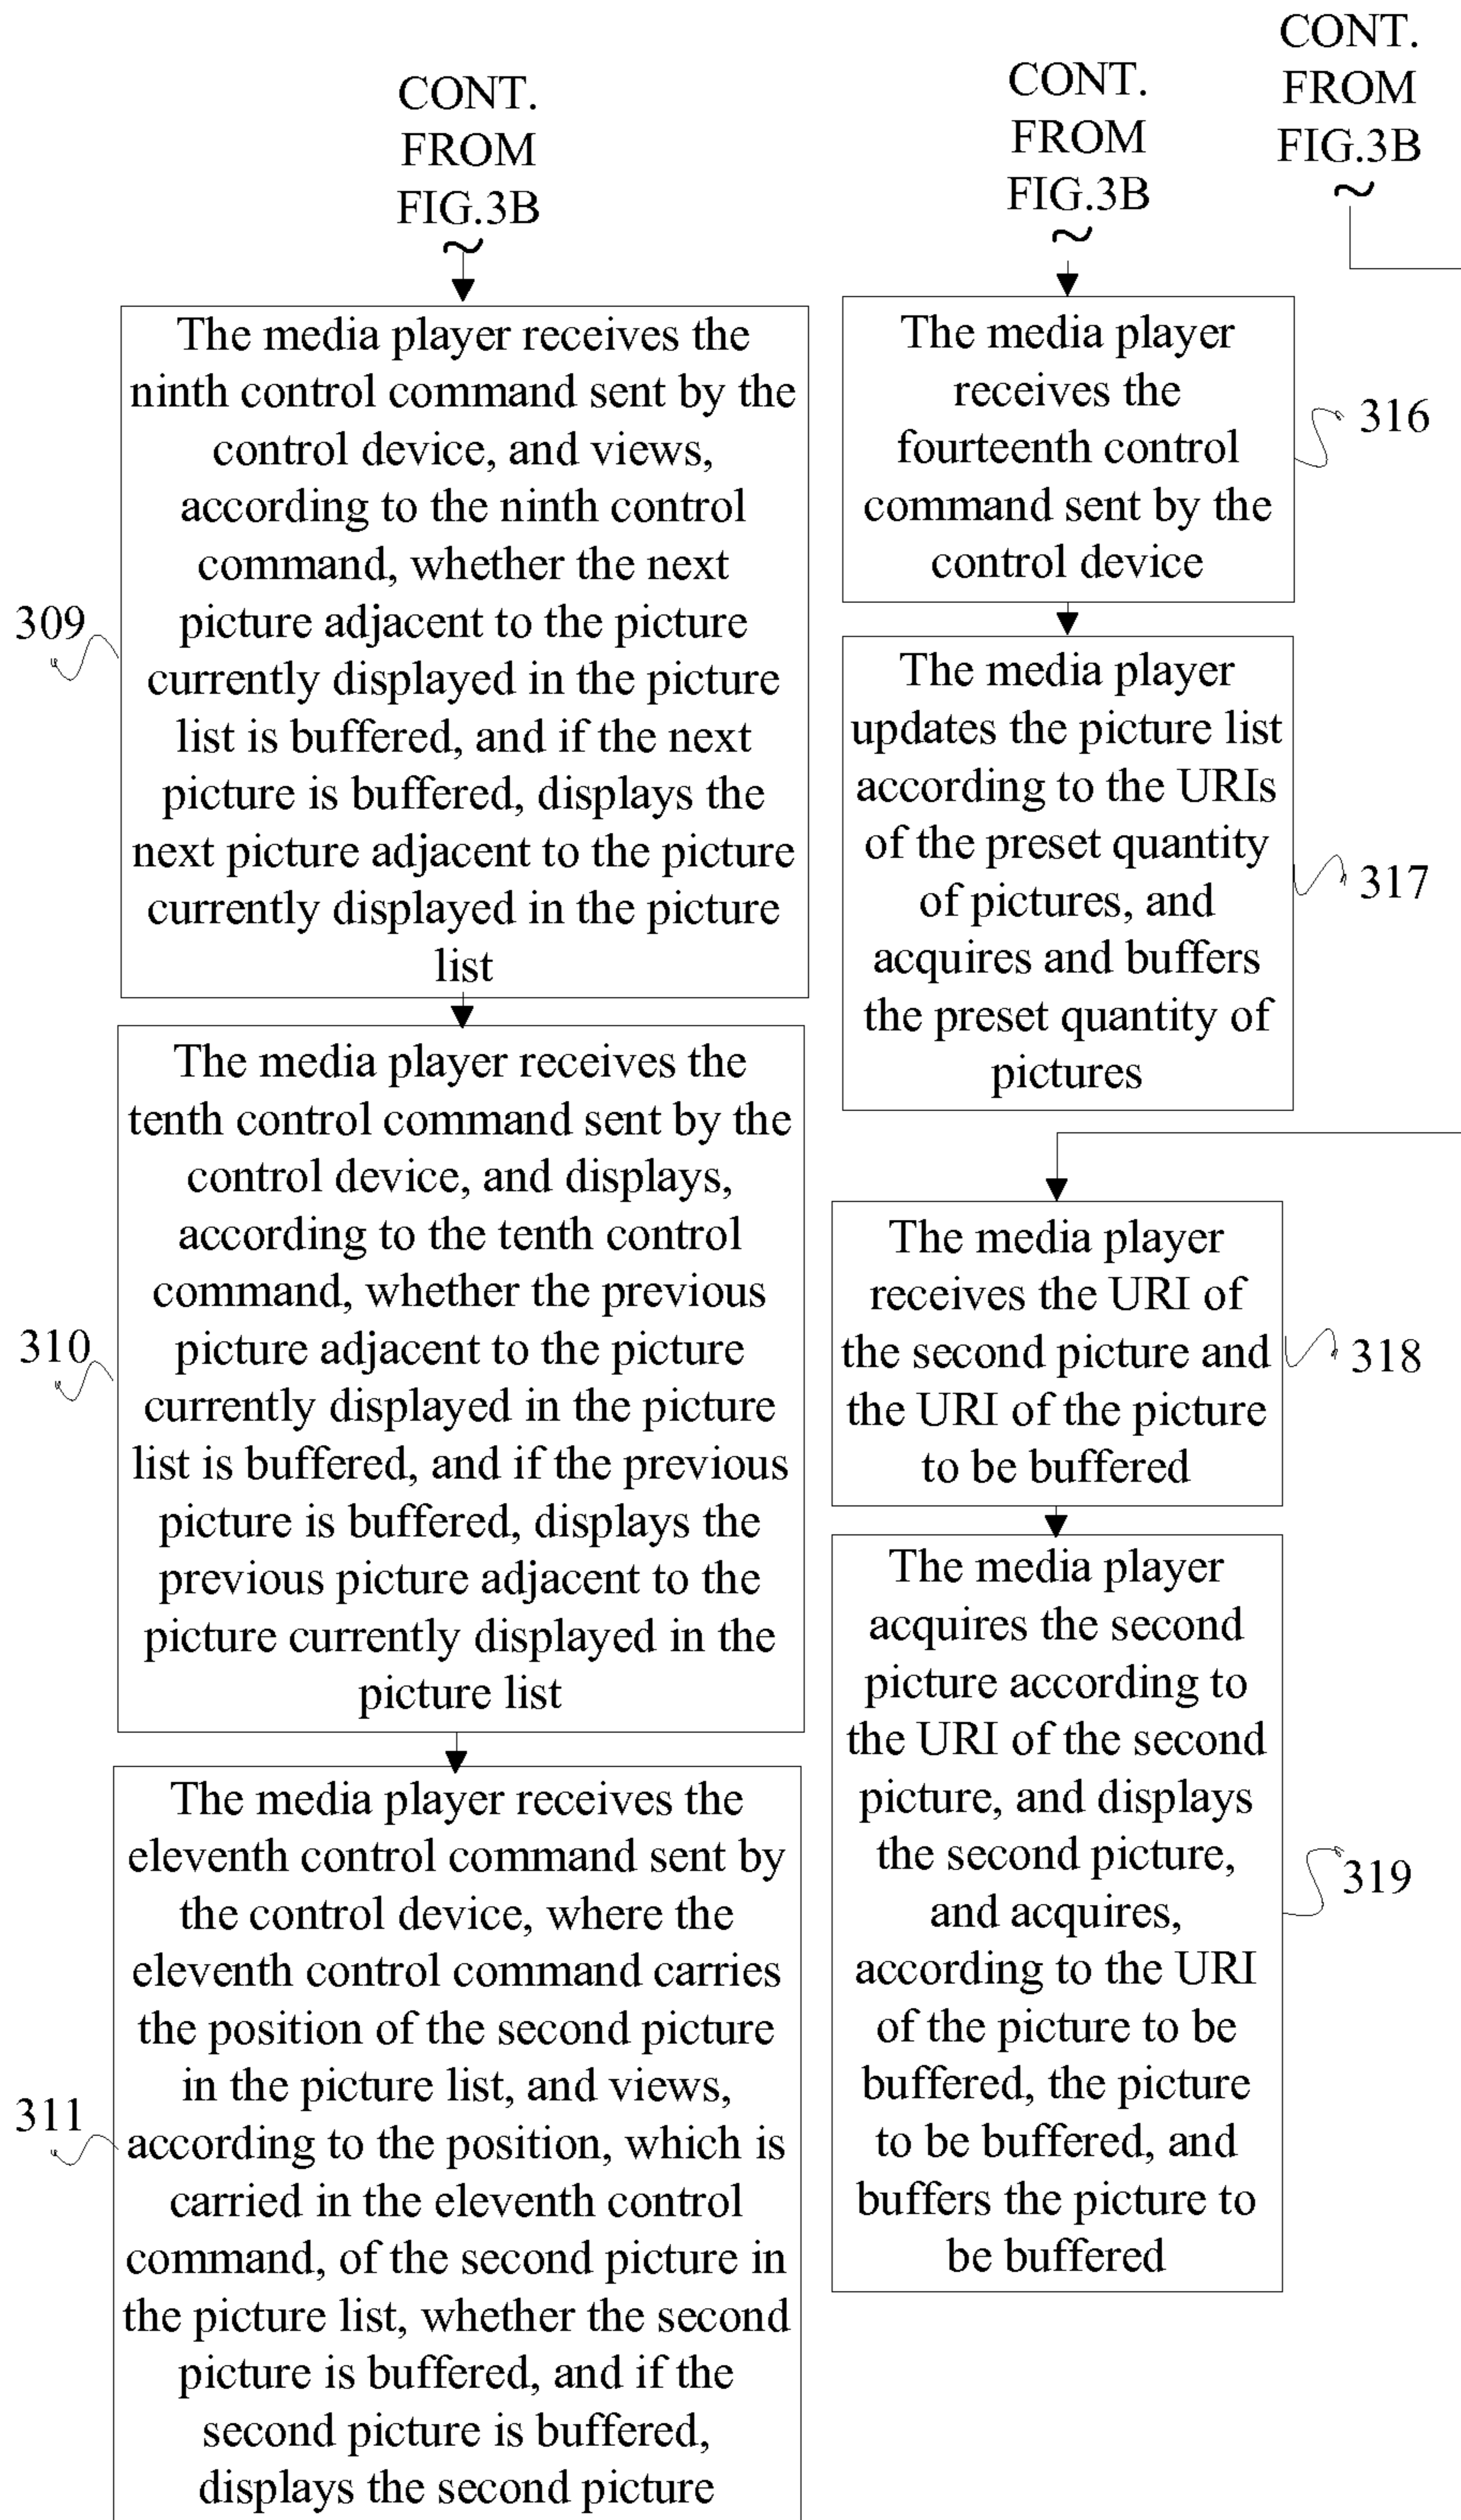 CONT.
FROM
FIG.3B
The media player receives the
ninth control command sent by the
control device, and views,
according to the ninth control
command, whether the next
picture adjacent to the picture
currently displayed in the picture
list is buffered, and if the next
picture is buffered, displays the
next picture adjacent to the picture
currently displayed in the picture
list
309
The media player receives the
tenth control command sent by the
control device, and displays,
according to the tenth control
command, whether the previous
picture adjacent to the picture
currently displayed in the picture
list is buffered, and if the previous
picture is buffered, displays the
previous picture adjacent to the
picture currently displayed in the
picture list
310
The media player receives the
eleventh control command sent by
the control device, where the
eleventh control command carries
the position of the second picture
in the picture list, and views,
according to the position, which is
carried in the eleventh control
command, of the second picture in
the picture list, whether the second
picture is buffered, and if the
second picture is buffered,
displays the second picture
311
CONT.
FROM
FIG.3B
The media player
receives the
fourteenth control
command sent by the
control device
316
The media player
updates the picture list
according to the URIs
of the preset quantity
of pictures, and
acquires and buffers
the preset quantity of
pictures
317
CONT.
FROM
FIG.3B
The media player
receives the URI of
the second picture and
the URI of the picture
to be buffered
318
The media player
acquires the second
picture according to
the URI of the second
picture, and displays
the second picture,
and acquires,
according to the URI
of the picture to be
buffered, the picture
to be buffered, and
buffers the picture to
be buffered
319